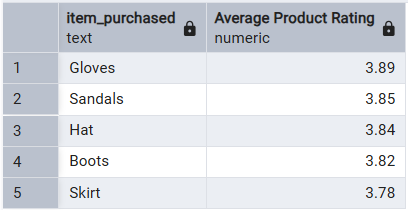 item_purchased Average Product Rating
text numeric
1 Gloves 3.89
2 Sandals 3.85
3 Hat 3.84
4 Boots 3.82
5 Skirt 3.78